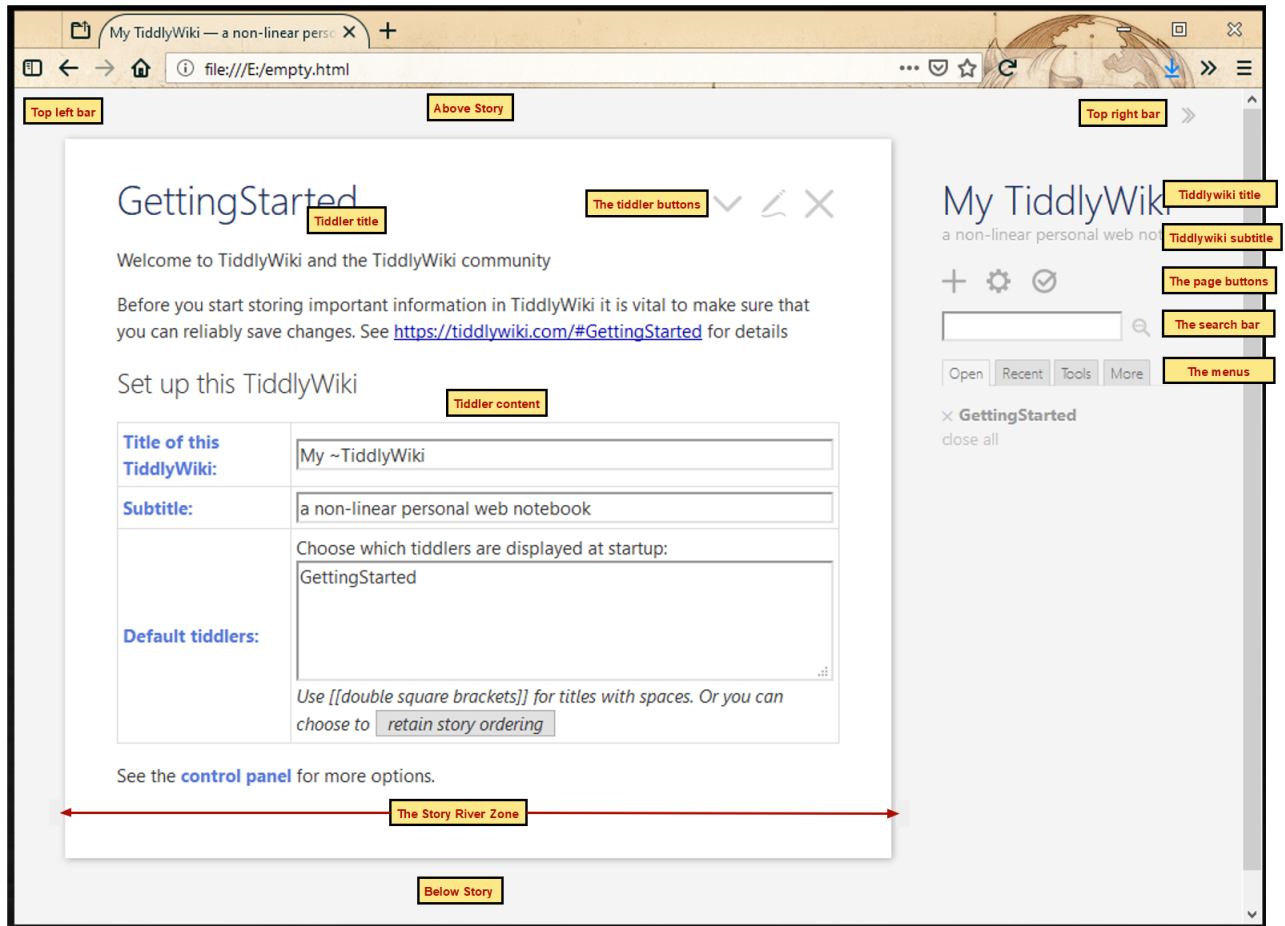 My TiddlyWiki — a non-linear perso
file:///E:/empty.html
Top left bar
Above Story
Top right bar
GettingStarted
Tiddler title
The tiddler buttons
Welcome to TiddlyWiki and the TiddlyWiki community
Before you start storing important information in TiddlyWiki it is vital to make sure that
you can reliably save changes. See https://tiddlywiki.com/#GettingStarted for details
Set up this TiddlyWiki
Tiddler content
Title of this
TiddlyWiki:
My ~TiddlyWiki
Subtitle:
a non-linear personal web notebook
Default tiddlers:
Choose which tiddlers are displayed at startup:
GettingStarted
Use [[double square brackets]] for titles with spaces. Or you can
choose to retain story ordering
See the control panel for more options.
The Story River Zone
Below Story
My TiddlyWiki
Tiddlywiki title
a non-linear personal web not
Tiddlywiki subtitle
The page buttons
The search bar
Open Recent Tools More
The menus
× GettingStarted
close all